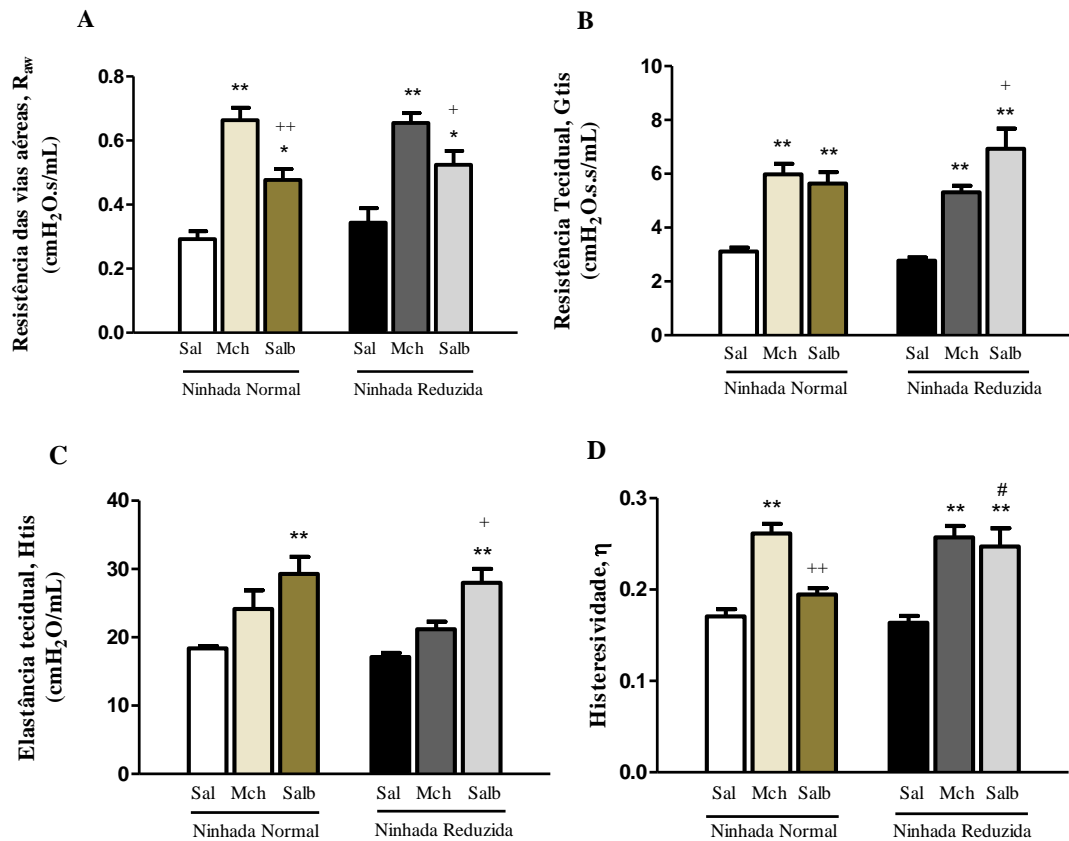 A
Resistência das vias aéreas, Raw
(cmH2O.s/mL)
0.8
0.6
0.4
0.2
0.0
**
++
*
**
+
*
Sal Mch Salb Sal Mch Salb
Ninhada Normal Ninhada Reduzida
B
Resistência Tecidual, Gtis
(cmH2O.s.s/mL)
10
8
6
4
2
0
**
**
**
+
**
Sal Mch Salb Sal Mch Salb
Ninhada Normal Ninhada Reduzida
C
Elastância tecidual, Htis
(cmH2O/mL)
40
30
20
10
0
**
+
**
Sal Mch Salb Sal Mch Salb
Ninhada Normal Ninhada Reduzida
D
Histeresividade, η
0.3
0.2
0.1
0.0
**
++
**
#
**
Sal Mch Salb Sal Mch Salb
Ninhada Normal Ninhada Reduzida